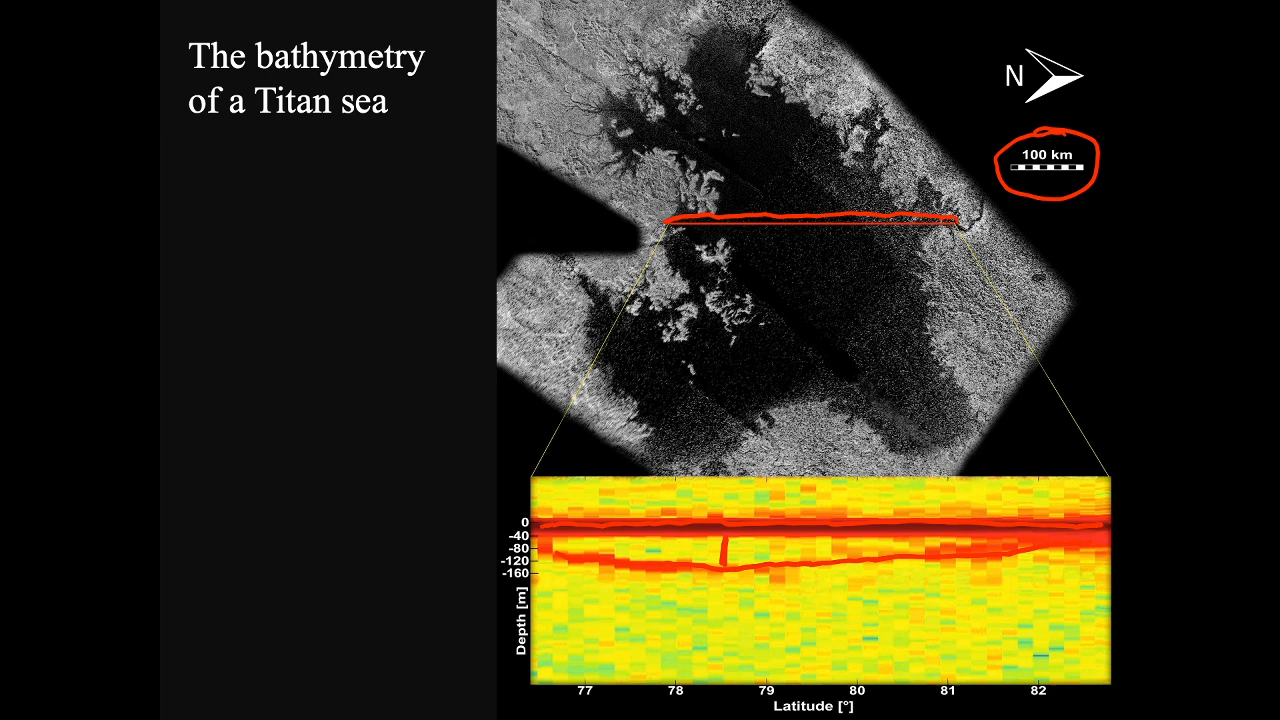 The bathymetry
of a Titan sea
N
100 km
0
-40
-80
-120
-160
Depth [m]
77 78 79 80 81 82
Latitude [°]